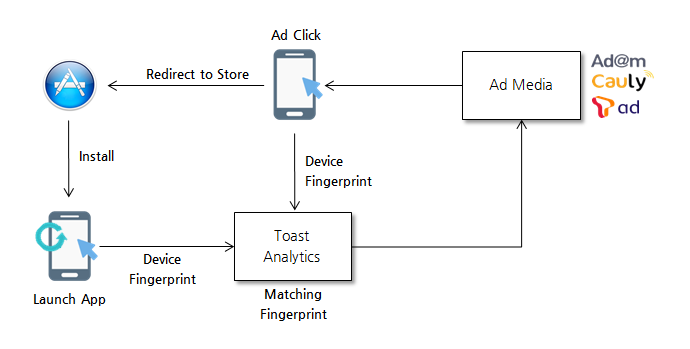 Ad Click
Ad@m
Cauly
T ad
Redirect to Store
Ad Media
Install
Device
Fingerprint
Toast
Analytics
Device
Fingerprint
Launch App
Matching
Fingerprint